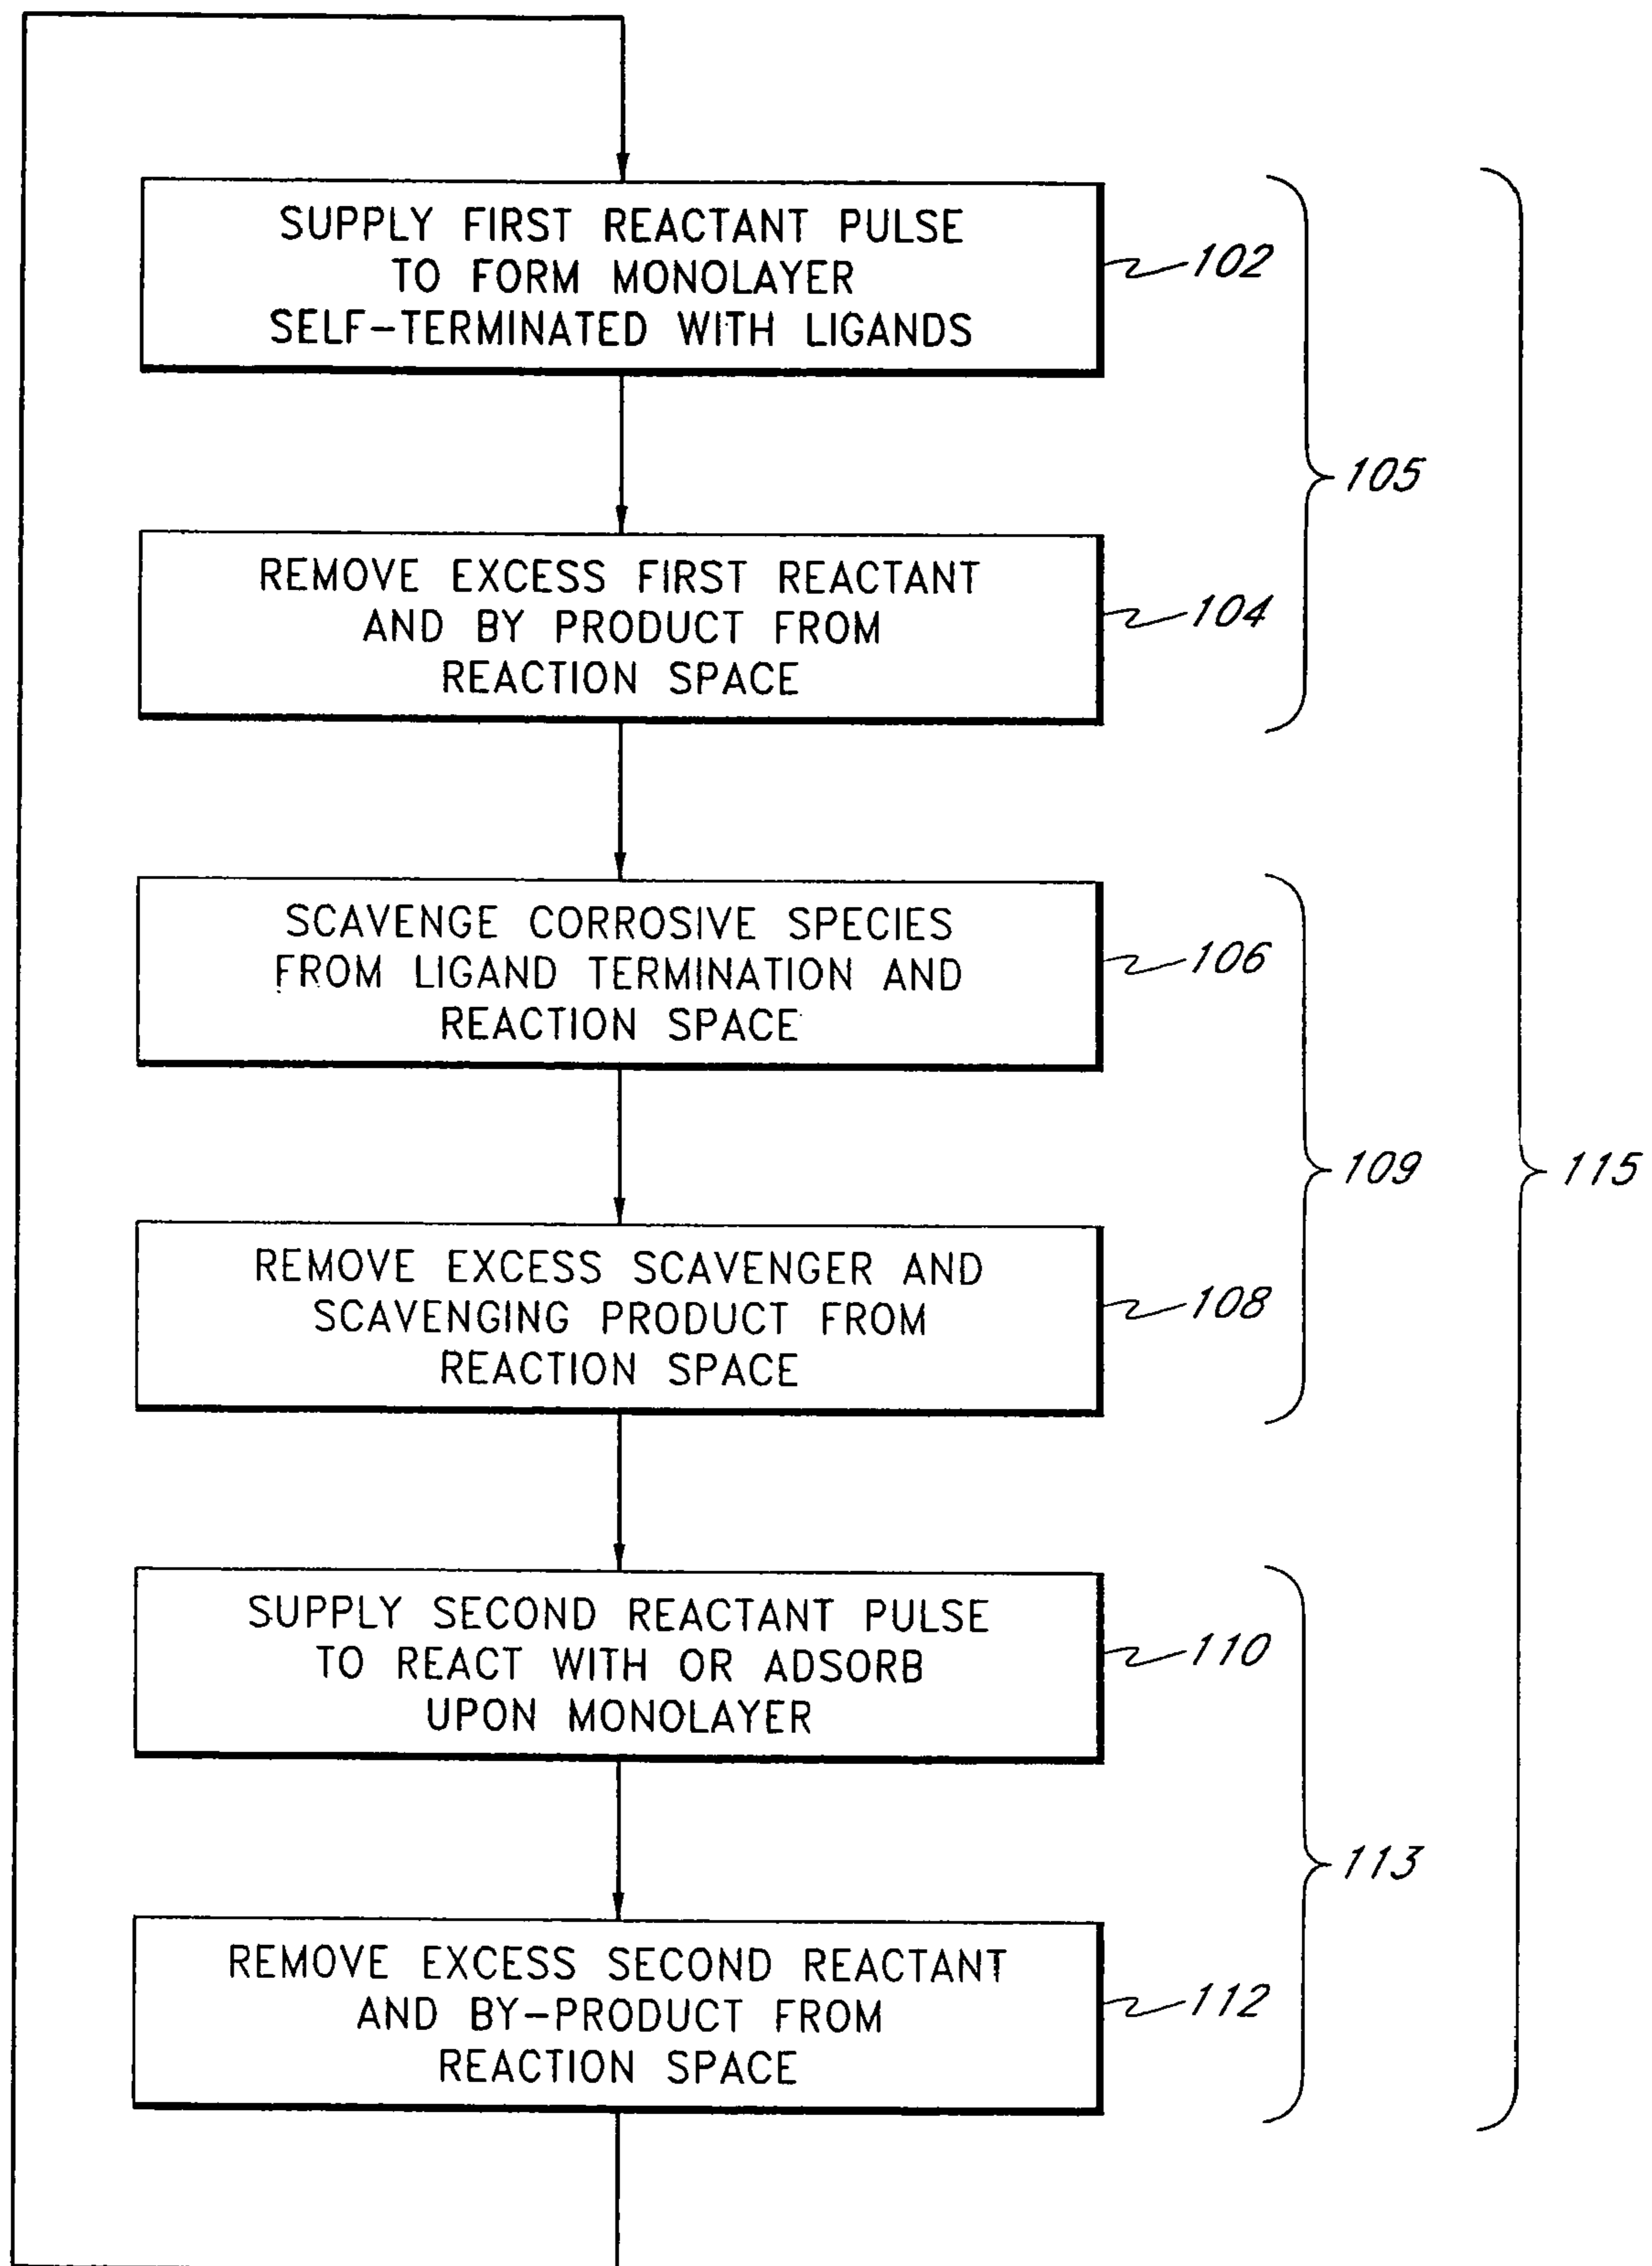 SUPPLY FIRST REACTANT PULSE
TO FORM MONOLAYER
SELF-TERMINATED WITH LIGANDS
102
105
REMOVE EXCESS FIRST REACTANT
AND BY PRODUCT FROM
REACTION SPACE
104
SCAVENGE CORROSIVE SPECIES
FROM LIGAND TERMINATION AND
REACTION SPACE
106
109
115
REMOVE EXCESS SCAVENGER AND
SCAVENGING PRODUCT FROM
REACTION SPACE
108
SUPPLY SECOND REACTANT PULSE
TO REACT WITH OR ADSORB
UPON MONOLAYER
110
113
REMOVE EXCESS SECOND REACTANT
AND BY-PRODUCT FROM
REACTION SPACE
112